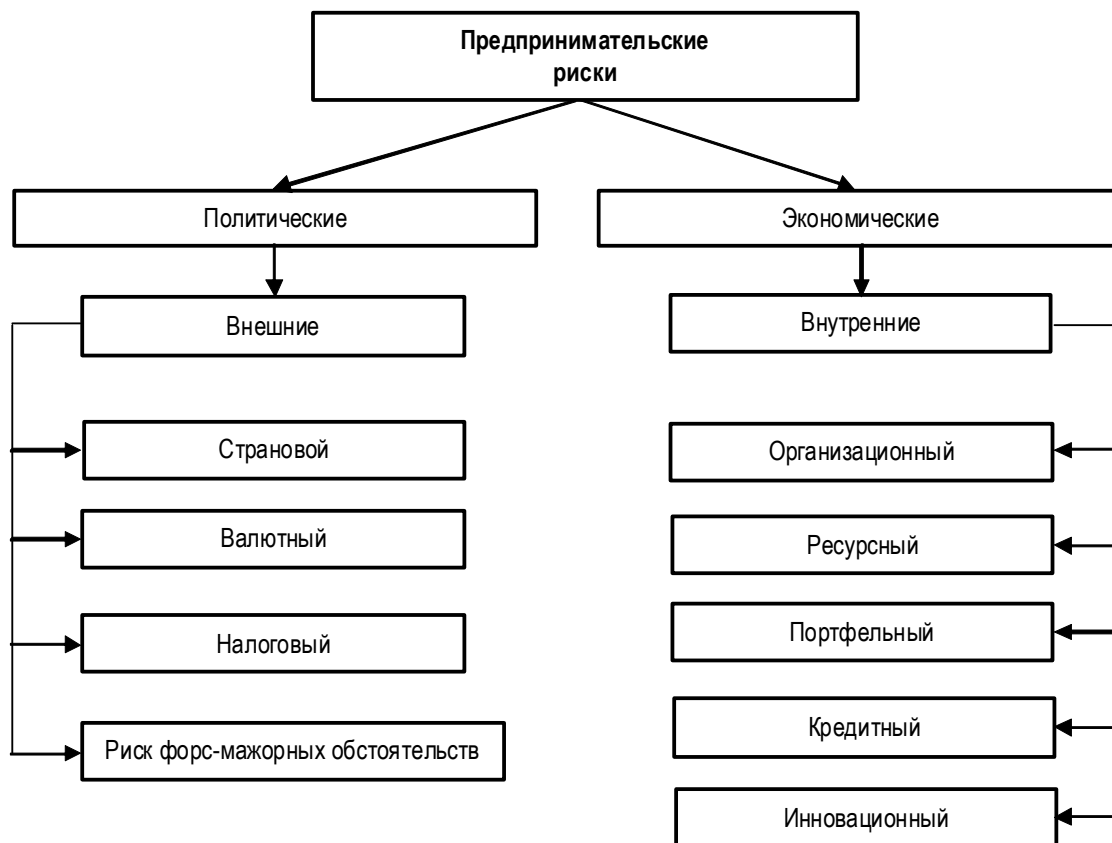 Предпринимательские
риски
Политические
Экономические
Внешние
Внутренние
Страновой
Организационный
Валютный
Ресурсный
Налоговый
Портфельный
Риск форс-мажорных обстоятельств
Кредитный
Инновационный